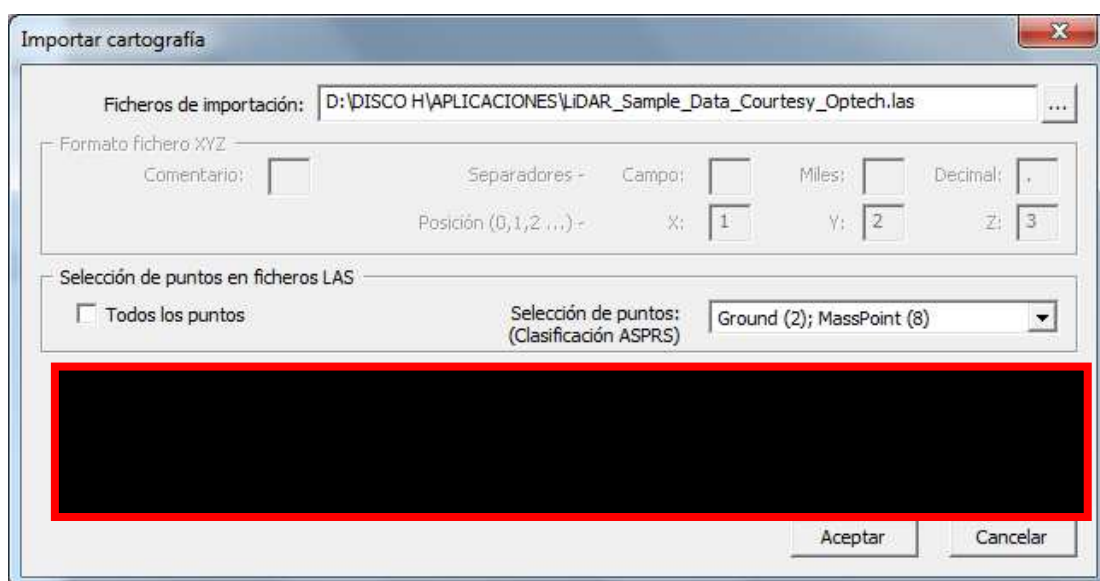 Importar cartografía
Ficheros de importación: D:\DISCO H\APLICACIONES\LiDAR_Sample_Data_Courtesy_Optech.las ...
Formato fichero XYZ
Comentario: Separadores - Campo: Miles: Decimal: .
Posición (0,1,2 ...) - X: 1 Y: 2 Z: 3
Selección de puntos en ficheros LAS
Todos los puntos Selección de puntos: Ground (2); MassPoint (8)
(Clasificación ASPRS)
Aceptar Cancelar